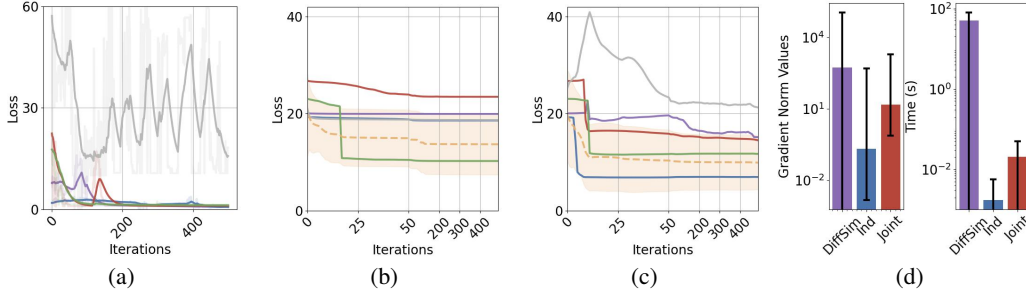 60
30
0
Loss
0
200
400
Iterations
(a)
40
20
0
Loss
0
25
50
200
300
400
Iterations
(b)
40
20
0
Loss
0
25
50
200
300
400
Iterations
(c)
Gradient Norm Values
10^4
10^1
10^-2
DiffSim
Ind
Joint
Time (s)
10^2
10^0
10^-2
DiffSim
Ind
Joint
(d)